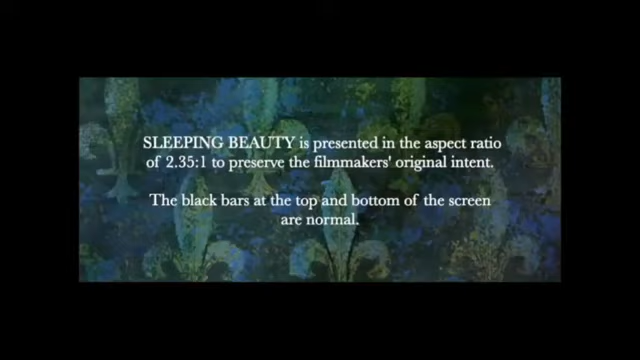 SLEEPING BEAUTY is presented in the aspect ratio
of 2.35:1 to preserve the filmmakers' original intent.
The black bars at the top and bottom of the screen
are normal.